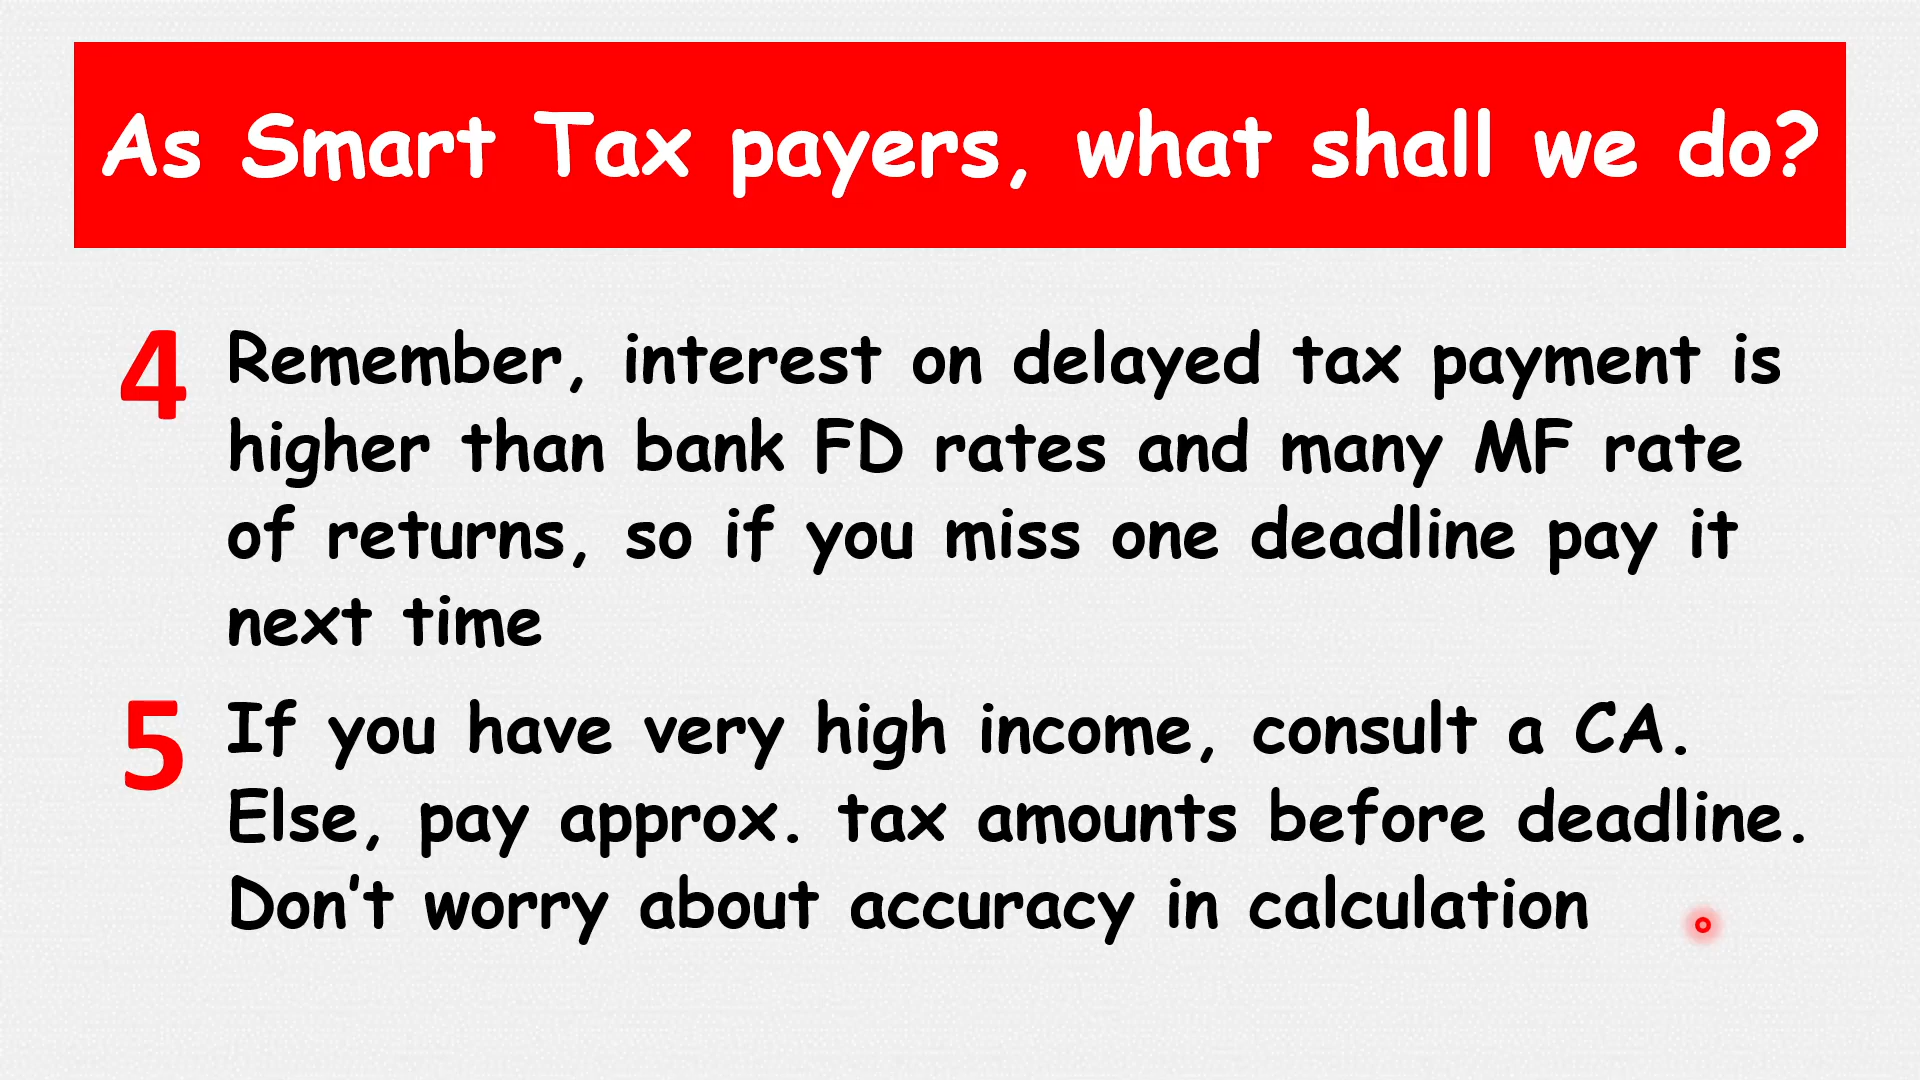 As Smart Tax payers, what shall we do?
4 Remember, interest on delayed tax payment is
higher than bank FD rates and many MF rate
of returns, so if you miss one deadline pay it
next time
5 If you have very high income, consult a CA.
Else, pay approx. tax amounts before deadline.
Don’t worry about accuracy in calculation